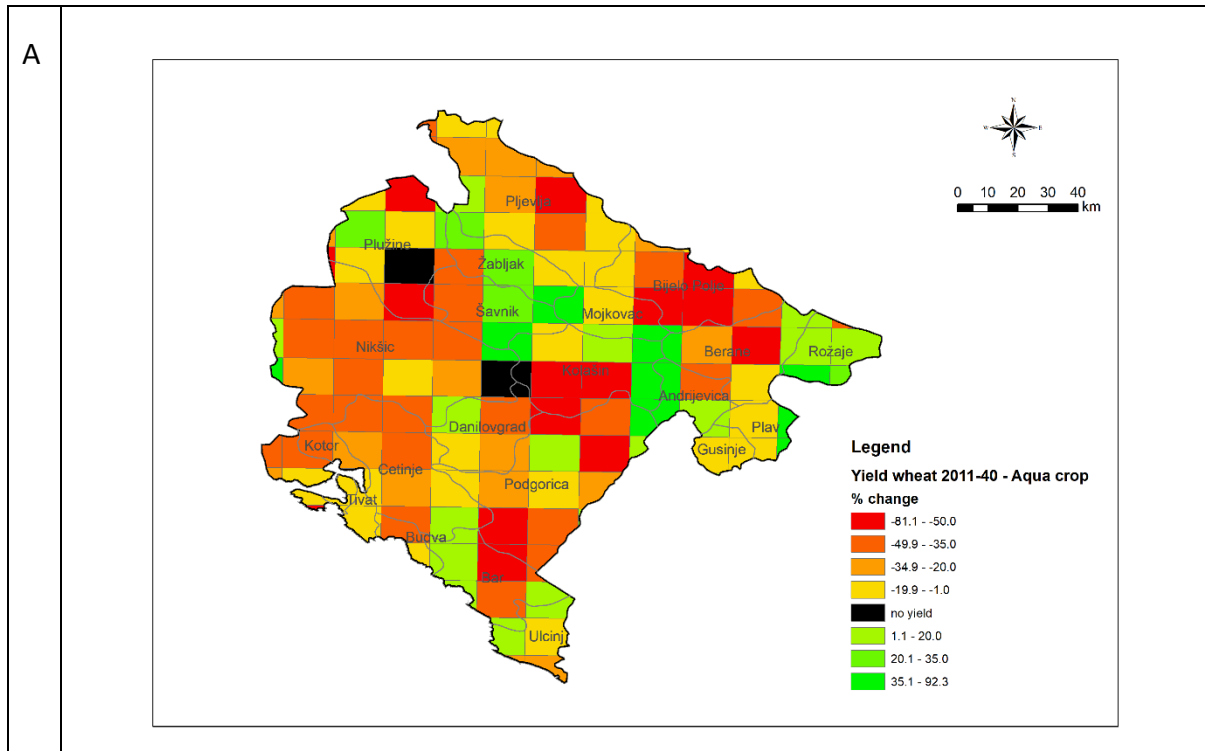 A
N
W E
S
0 10 20 30 40
km
Pljevlja
Plužine
Žabljak
Bijelo Polje
Šavnik
Mojkovac
Nikšic
Berane
Rožaje
Kolašin
Andrijevica
Danilovgrad
Plav
Kotor
Gusinje
Cetinje
Podgorica
Tivat
Budva
Bar
Ulcinj
Legend
Yield wheat 2011-40 - Aqua crop
% change
-81.1 - -50.0
-49.9 - -35.0
-34.9 - -20.0
-19.9 - -1.0
no yield
1.1 - 20.0
20.1 - 35.0
35.1 - 92.3